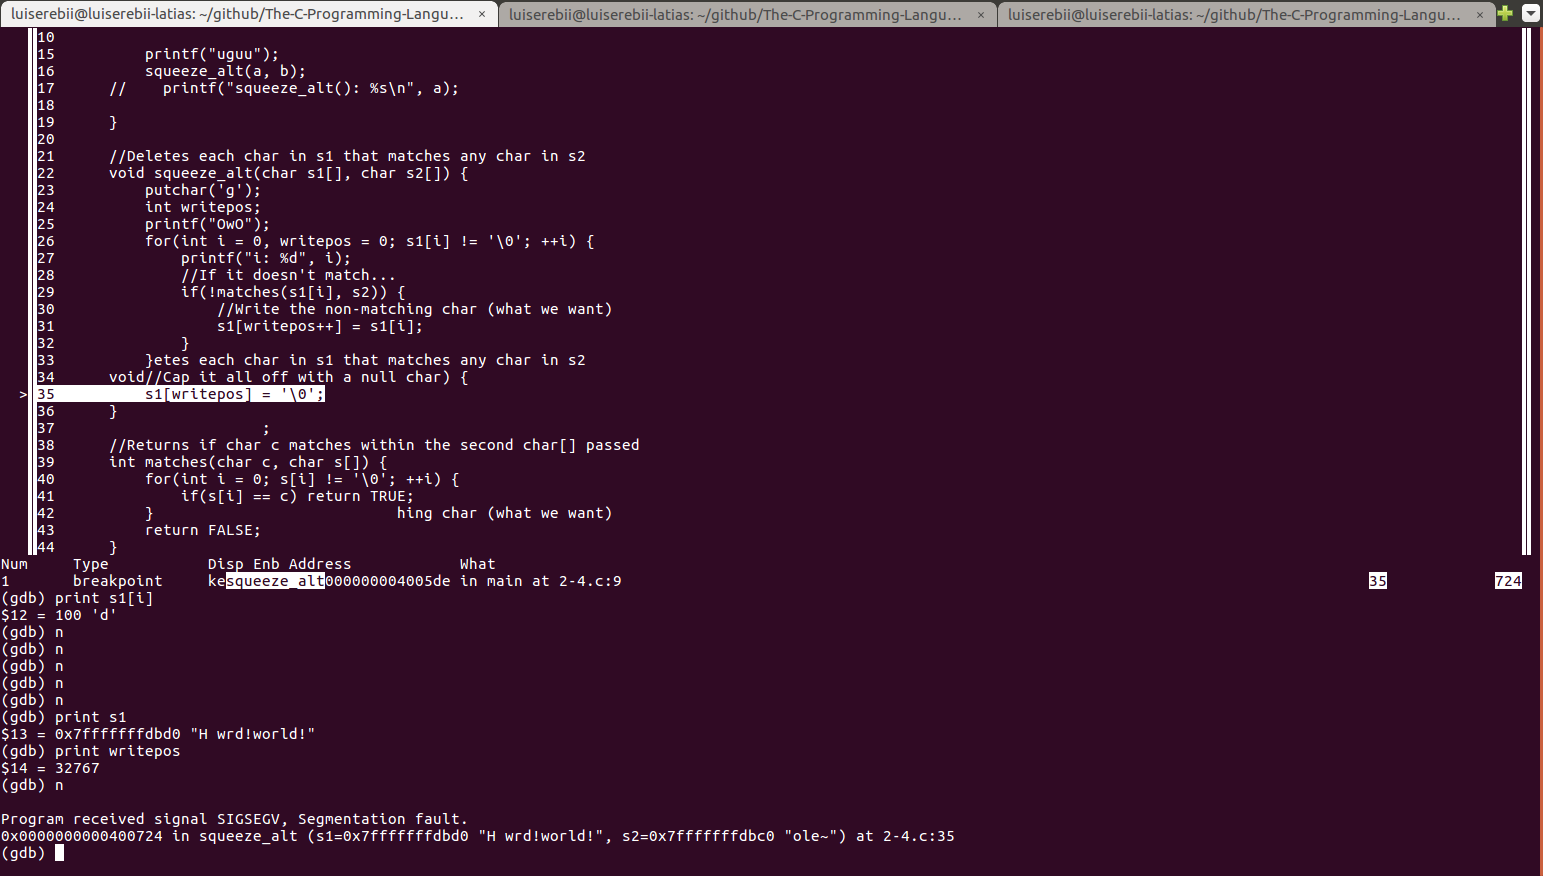 luiserebii@luiserebii-latias: ~/github/The-C-Programming-Langu... × luiserebii@luiserebii-latias: ~/github/The-C-Programming-Langu... × luiserebii@luiserebii-latias: ~/github/The-C-Programming-Langu... ×
10
15          printf("uguu");
16          squeeze_alt(a, b);
17      //    printf("squeeze_alt(): %s\n", a);
18
19      }
20
21      //Deletes each char in s1 that matches any char in s2
22      void squeeze_alt(char s1[], char s2[]) {
23          putchar('g');
24          int writepos;
25          printf("OwO");
26          for(int i = 0, writepos = 0; s1[i] != '\0'; ++i) {
27              printf("i: %d", i);
28              //If it doesn't match...
29              if(!matches(s1[i], s2)) {
30                  //Write the non-matching char (what we want)
31                  s1[writepos++] = s1[i];
32              }
33          }etes each char in s1 that matches any char in s2
34      void//Cap it all off with a null char) {
>35          s1[writepos] = '\0';
36      }
37                       ;
38      //Returns if char c matches within the second char[] passed
39      int matches(char c, char s[]) {
40          for(int i = 0; s[i] != '\0'; ++i) {
41              if(s[i] == c) return TRUE;
42          }                           hing char (what we want)
43          return FALSE;
44      }
Num     Type           Disp Enb Address            What
1       breakpoint     kesqueeze_alt000000004005de in main at 2-4.c:9 35 724
(gdb) print s1[i]
$12 = 100 'd'
(gdb) n
(gdb) n
(gdb) n
(gdb) n
(gdb) n
(gdb) print s1
$13 = 0x7fffffffdbd0 "H wrd!world!"
(gdb) print writepos
$14 = 32767
(gdb) n
Program received signal SIGSEGV, Segmentation fault.
0x0000000000400724 in squeeze_alt (s1=0x7fffffffdbd0 "H wrd!world!", s2=0x7fffffffdbc0 "ole~") at 2-4.c:35
(gdb)